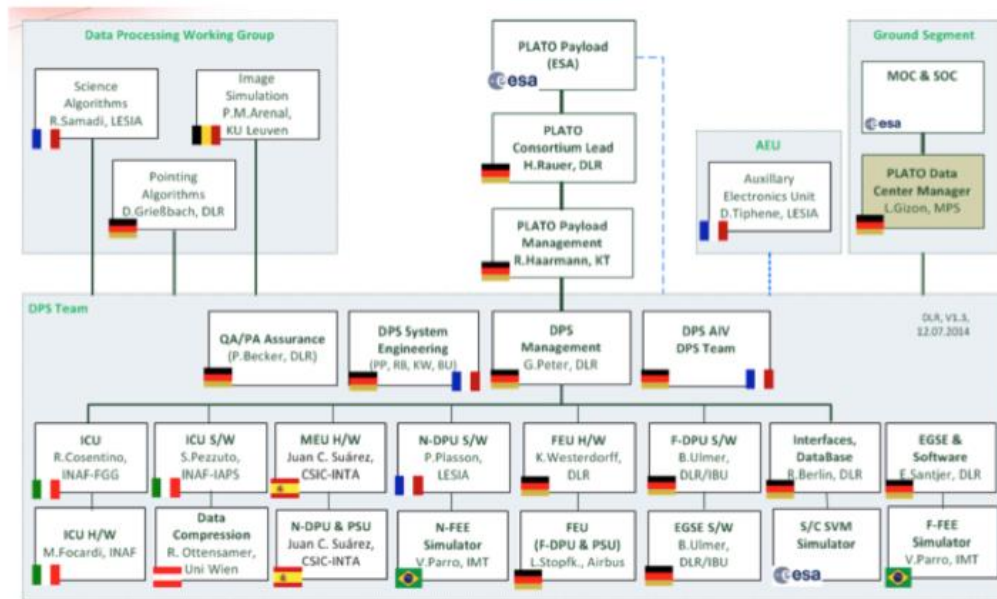 Data Processing Working Group
Science
Algorithms
R.Samadi, LESIA
Image
Simulation
P.M.Arenal,
KU Leuven
Pointing
Algorithms
D.Grießbach, DLR
PLATO Payload
(ESA)
esa
PLATO
Consortium Lead
H.Rauer, DLR
PLATO Payload
Management
R.Haarmann, KT
AEU
Auxillary
Electronics Unit
D.Tiphene, LESIA
Ground Segment
MOC & SOC
esa
PLATO Data
Center Manager
L.Gizon, MPS
DPS Team
DLR, V1.3,
12.07.2014
QA/PA Assurance
(P.Becker, DLR)
DPS System
Engineering
(PP, RB, KW, BU)
DPS
Management
G.Peter, DLR
DPS AIV
DPS Team
ICU
R.Cosentino,
INAF-FGG
ICU S/W
S.Pezzuto,
INAF-IAPS
MEU H/W
Juan C. Suárez,
CSIC-INTA
N-DPU S/W
P.Plasson,
LESIA
FEU H/W
K.Westerdorff,
DLR
F-DPU S/W
B.Ulmer,
DLR/IBU
Interfaces,
DataBase
R.Berlin, DLR
EGSE &
Software
E.Santjer, DLR
ICU H/W
M.Focardi, INAF
Data
Compression
R. Ottensamer,
Uni Wien
N-DPU & PSU
Juan C. Suárez,
CSIC-INTA
N-FEE
Simulator
V.Parro, IMT
FEU
(F-DPU & PSU)
L.Stopfk., Airbus
EGSE S/W
B.Ulmer,
DLR/IBU
S/C SVM
Simulator
esa
F-FEE
Simulator
V.Parro, IMT